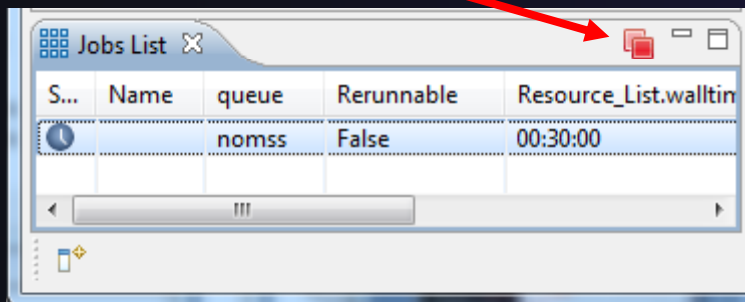 Jobs List
S... Name queue Rerunnable Resource_List.walltim
nomss False 00:30:00